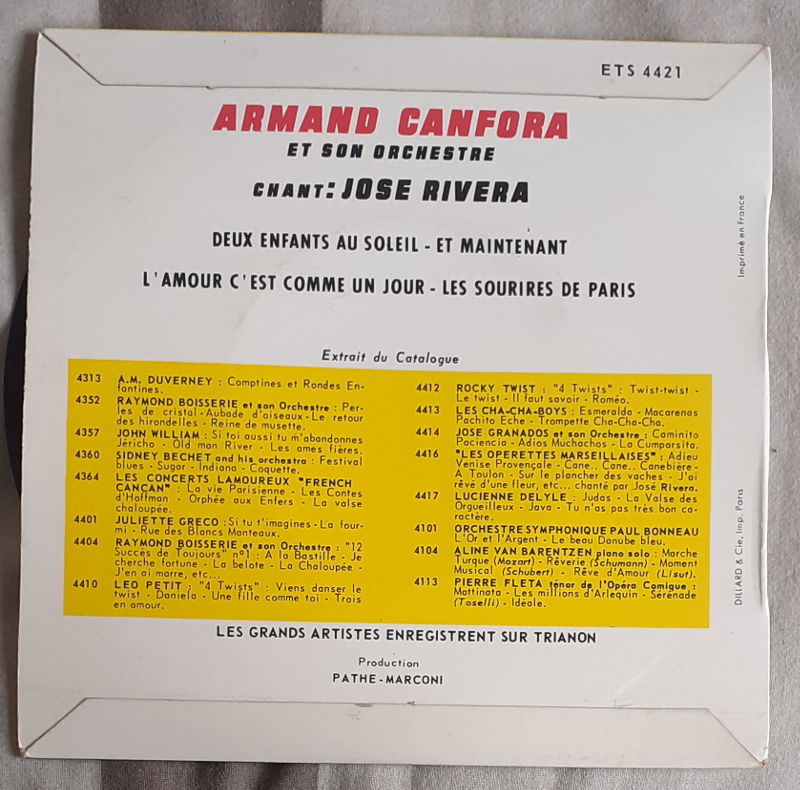 ETS 4421
ARMAND CANFORA
ET SON ORCHESTRE
CHANT: JOSE RIVERA
DEUX ENFANTS AU SOLEIL - ET MAINTENANT
L'AMOUR C'EST COMME UN JOUR - LES SOURIRES DE PARIS
Imprimé en France
Extrait du Catalogue
4313 A.M. DUVERNEY : Comptines et Rondes En-
fantines.
4352 RAYMOND BOISSERIE et son Orchestre : Per-
les de cristal - Aubade d'oiseaux - Le retour
des hirondelles - Reine de musette.
4357 JOHN WILLIAM : Si toi aussi tu m'abandonnes
Jéricho - Old man River - Les ames fières.
4360 SIDNEY BECHET and his orchestra : Festival
blues - Sugar - Indiana - Coquette.
4364 LES CONCERTS LAMOUREUX "FRENCH
CANÇAN" : La vie Parisienne - Les Contes
d'Hoffman - Orphée aux Enfers - La valse
chaloupée.
4401 JULIETTE GRECO : Si tu t'imagines - La four-
mi - Rue des Blancs Manteaux.
4404 RAYMOND BOISSERIE et son Orchestre : "12
Succès de Toujours" n°1 : A la Bastille - Je
cherche fortune - La belote - La Chaloupée -
J'en ai marre, etc...
4410 LEO PETIT : "4 Twists" : Viens danser le
twist - Daniela - Une fille comme toi - Trois
en amour.
4412 ROCKY TWIST : "4 Twists" : Twist-twist -
Le twist - Il faut savoir - Roméo.
4413 LES CHA-CHA-BOYS : Esmeralda - Macarenas
Pachito Eche - Trompette Cha-Cha-Cha.
4414 JOSE GRANADOS et son Orchestre : Caminito
Paciencia - Adios Muchachos - La Cumparsita.
4416 "LES OPERETTES MARSEILLAISES" : Adieu
Venise Provençale - Cane.. Cane.. Canebière -
A Toulon - Sur le plancher des vaches - J'ai
rêvé d'une fleur, etc... chanté par José Rivera.
4417 LUCIENNE DELYLE : Judas - La Valse des
Orgueilleux - Java - Tu n'as pas très bon ca-
ractère.
4101 ORCHESTRE SYMPHONIQUE PAUL BONNEAU
L'Or et l'Argent - Le beau Danube bleu.
4104 ALINE VAN BARENTZEN piano solo : Marche
Turque (Mozart) - Rêverie (Schumann) - Moment
Musical (Schubert) - Rêve d'Amour (Liszt).
4113 PIERRE FLETA ténor de l'Opéra Comique :
Mattinata - Les millions d'Arlequin - Sérénade
(Toselli) - Idéale.
DILLARD & Cie, Imp. Paris
LES GRANDS ARTISTES ENREGISTRENT SUR TRIANON
Production
PATHE-MARCONI